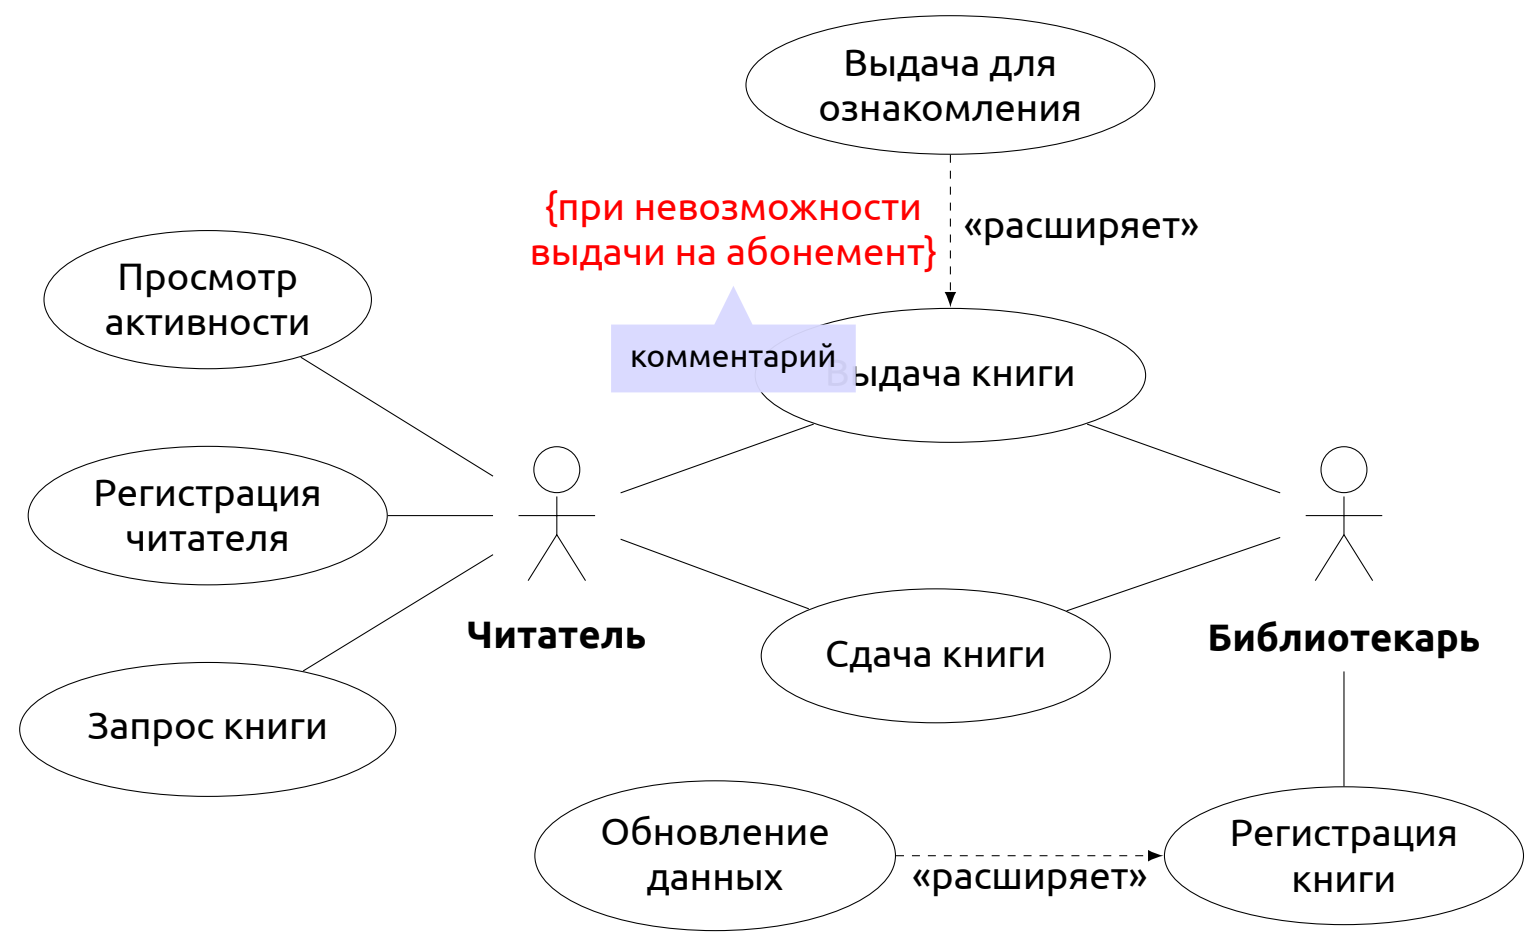 Выдача для
ознакомления
{при невозможности
выдачи на абонемент}
«расширяет»
Просмотр
активности
комментарий
Выдача книги
Регистрация
читателя
Читатель
Библиотекарь
Сдача книги
Запрос книги
Обновление
данных
«расширяет»
Регистрация
книги